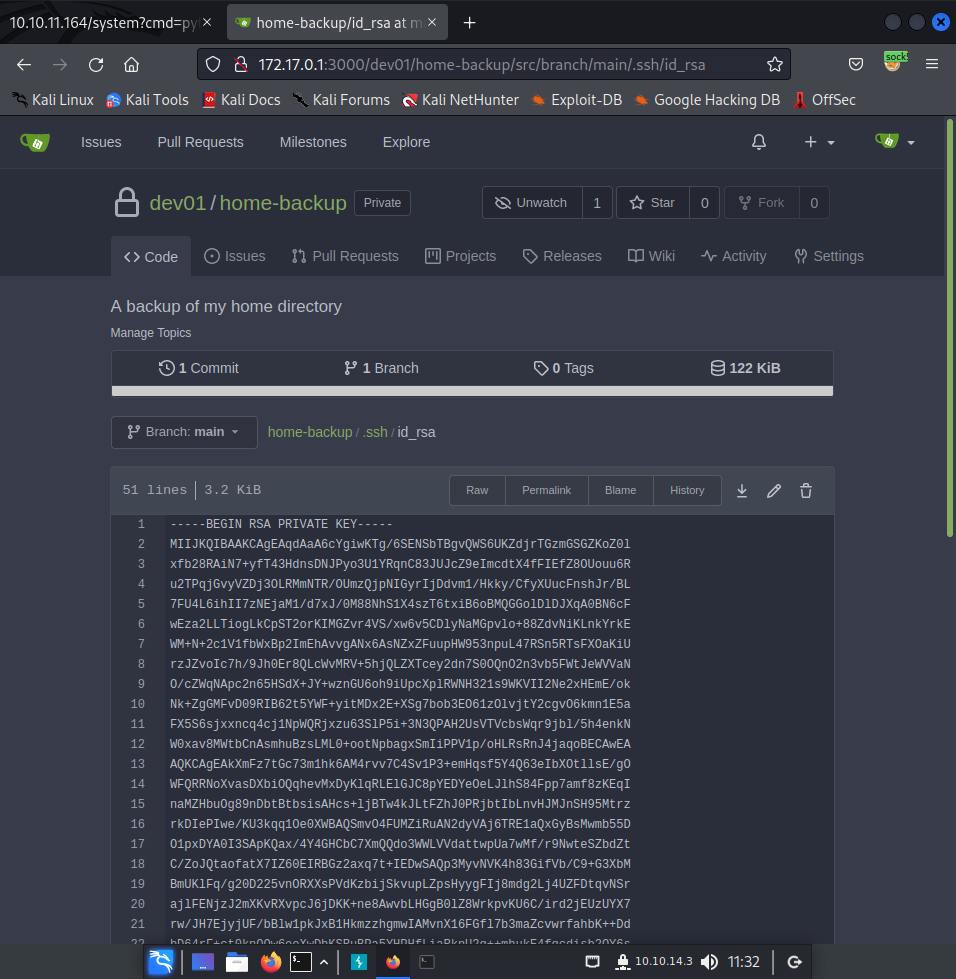 10.10.11.164/system?cmd=py
home-backup/id_rsa at m
172.17.0.1:3000/dev01/home-backup/src/branch/main/.ssh/id_rsa
Kali Linux Kali Tools Kali Docs Kali Forums Kali NetHunter Exploit-DB Google Hacking DB OffSec
Issues Pull Requests Milestones Explore
dev01/home-backup Private Unwatch 1 Star 0 Fork 0
Code Issues Pull Requests Projects Releases Wiki Activity Settings
A backup of my home directory
Manage Topics
1 Commit 1 Branch 0 Tags 122 KiB
Branch: main home-backup / .ssh / id_rsa
51 lines 3.2 KiB Raw Permalink Blame History
1 -----BEGIN RSA PRIVATE KEY-----
2 MIIJKQIBAAKCAgEAqdAaA6cYgiwKTg/6SENSbTBgvQWS6UKZdjrTGzmGSGZKoZ0l
3 xfb28RAiN7+yfT43HdnsDNJPyo3U1YRqnC83JUJcZ9eImcdtX4fFIEfZ8OUouu6R
4 u2TPqjGvyVZDj3OLRMmNTR/OUmzQjpNIGyrIjDdvm1/Hkky/CfyXUucFnshJr/BL
5 7FU4L6ihII7zNEjaM1/d7xJ/0M88NhS1X4szT6txiB6oBMQGGolDlDJXqA0BN6cF
6 wEza2LLTiogLkCpST2orKIMGZvr4VS/xw6v5CDlyNaMGpvlo+88ZdvNiKLnkYrkE
7 WM+N+2c1V1fbWxBp2ImEhAvvgANx6AsNZxZFuupHW953npuL47RSn5RTsFXOaKiU
8 rzJZvoIc7h/9Jh0Er8QLcWvMRV+5hjQLZXTcey2dn7S0OQnO2n3vb5FWtJeWVVaN
9 O/cZWqNApc2n65HSdX+JY+wznGU6oh9iUpcXplRWNH321s9WKVII2Ne2xHEmE/ok
10 Nk+ZgGMFvD09RIB62t5YWF+yitMDx2E+XSg7bob3EO61zOlvjtY2cgvO6kmn1E5a
11 FX5S6sjxxncq4cj1NpWQRjxzu63SlP5i+3N3QPAH2UsVTVcbsWqr9jbl/5h4enkN
12 W0xav8MWtbCnAsmhuBzsLML0+ootNpbagxSmIiPPV1p/oHLRsRnJ4jaqoBECAwEA
13 AQKCAgEAkXmFz7tGc73m1hk6AM4rvv7C4Sv1P3+emHqsf5Y4Q63eIbXOtllsE/gO
14 WFQRRNoXvasDXbiOQqhevMxDyKlqRLElGJC8pYEDYeOeLJlhS84Fpp7amf8zKEqI
15 naMZHbuOg89nDbtBtbsisAHcs+ljBTw4kJLtFZhJ0PRjbtIbLnvHJMJnSH95Mtrz
16 rkDIePIwe/KU3kqq1Oe0XWBAQSmvO4FUMZiRuAN2dyVAj6TRE1aQxGyBsMwmb55D
17 O1pxDYA0I3SApKQax/4Y4GHCbC7XmQQdo3WWLVVdattwpUa7wMf/r9NwteSZbdZt
18 C/ZoJQtaofatX7IZ60EIRBGz2axq7t+IEDwSAQp3MyvNVK4h83GifVb/C9+G3XbM
19 BmUKlFq/g20D225vnORXXsPVdKzbijSkvupLZpsHyygFIj8mdg2Lj4UZFDtqvNSr
20 ajlFENjzJ2mXKvRXvpcJ6jDKK+ne8AwvbLHGgB0lZ8WrkpvKU6C/ird2jEUzUYX7
21 rw/JH7EjyjUF/bBlw1pkJxB1HkmzzhgmwIAMvnX16FGfl7b3maZcvwrfahbK++Dd
10.10.14.3 11:32